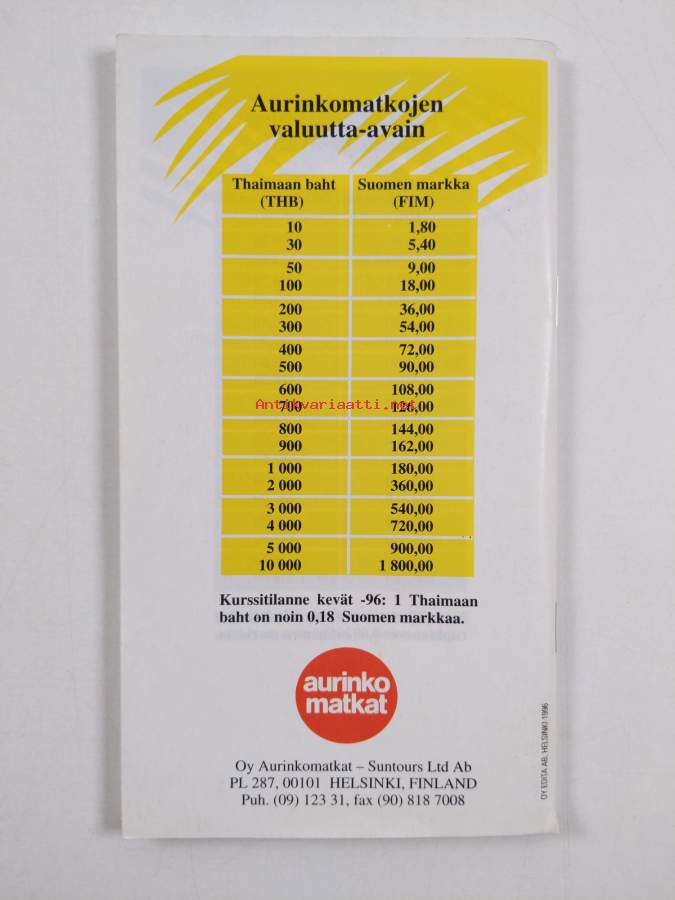 Aurinkomatkojen
valuutta-avain
Thaimaan baht Suomen markka
(THB) (FIM)
10 1,80
30 5,40
50 9,00
100 18,00
200 36,00
300 54,00
400 72,00
500 90,00
600 108,00
Antikvariaatti.net
700 126,00
800 144,00
900 162,00
1 000 180,00
2 000 360,00
3 000 540,00
4 000 720,00
5 000 900,00
10 000 1 800,00
Kurssitilanne kevät -96: 1 Thaimaan
baht on noin 0,18 Suomen markkaa.
aurinko
matkat
Oy Aurinkomatkat – Suntours Ltd Ab
PL 287, 00101 HELSINKI, FINLAND
Puh. (09) 123 31, fax (90) 818 7008
OY EDITA AB, HELSINKI 1996